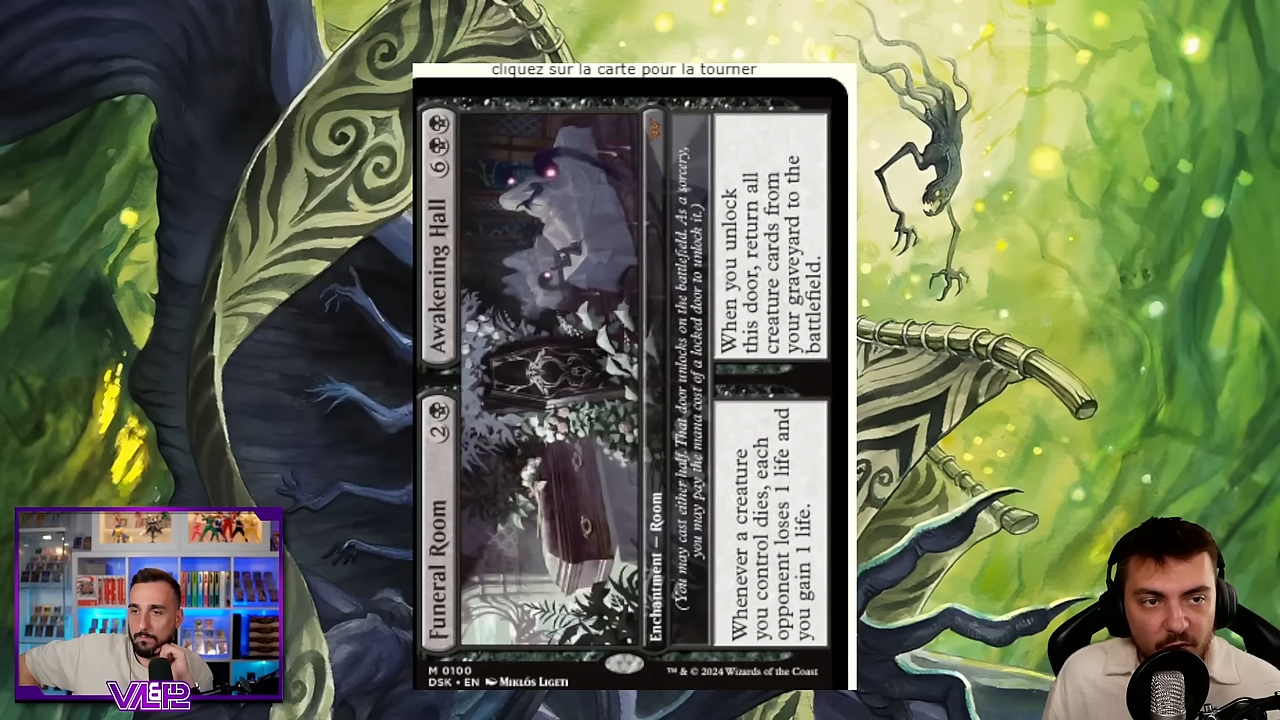 cliquez sur la carte pour la tourner
Funeral Room 2
Enchantment — Room
(You may cast either half. That door unlocks on the battlefield. As a sorcery,
you may pay the mana cost of a locked door to unlock it.)
Whenever a creature
you control dies, each
opponent loses 1 life and
you gain 1 life.
Awakening Hall 6
When you unlock
this door, return all
creature cards from
your graveyard to the
battlefield.
M 0100
DSK • EN MIKLÓS LIGETI
™ & © 2024 Wizards of the Coast